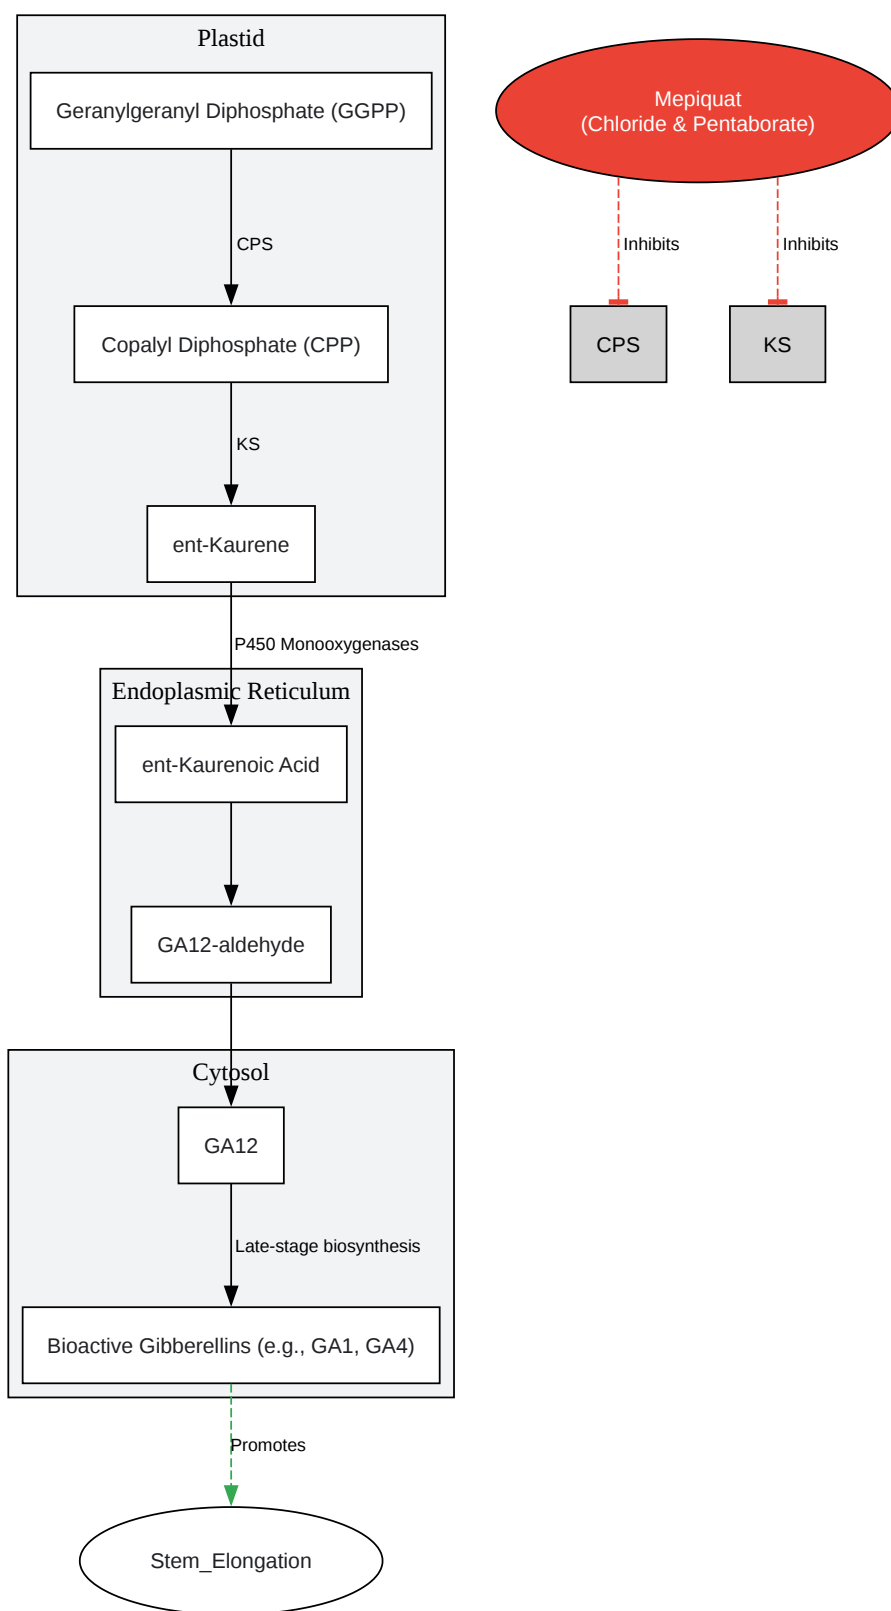 Plastid
Geranylgeranyl Diphosphate (GGPP)
CPS
Copalyl Diphosphate (CPP)
KS
ent-Kaurene
P450 Monooxygenases
Endoplasmic Reticulum
ent-Kaurenoic Acid
GA12-aldehyde
Cytosol
GA12
Late-stage biosynthesis
Bioactive Gibberellins (e.g., GA1, GA4)
Promotes
Stem_Elongation
Mepiquat
(Chloride & Pentaborate)
Inhibits
Inhibits
CPS
KS